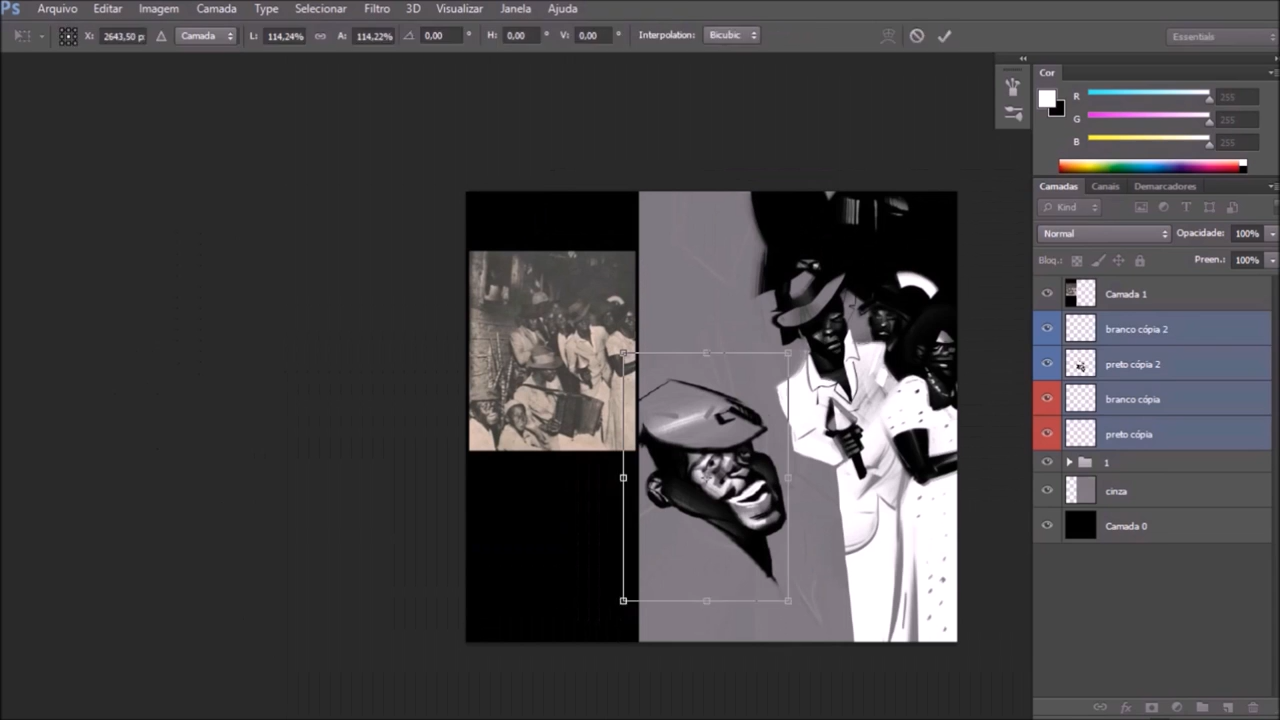 Ps Arquivo Editar Imagem Camada Type Selecionar Filtro 3D Visualizar Janela Ajuda
X: 2643,50 p: Camada L: 114,24% A: 114,22% 0,00 ° H: 0,00 ° V: 0,00 ° Interpolation: Bicubic Essentials
Cor
R 255
G 255
B 255
Camadas Canais Demarcadores
Kind
Normal Opacidade: 100%
Bloq.: Preen.: 100%
Camada 1
branco cópia 2
preto cópia 2
branco cópia
preto cópia
1
cinza
Camada 0
fx